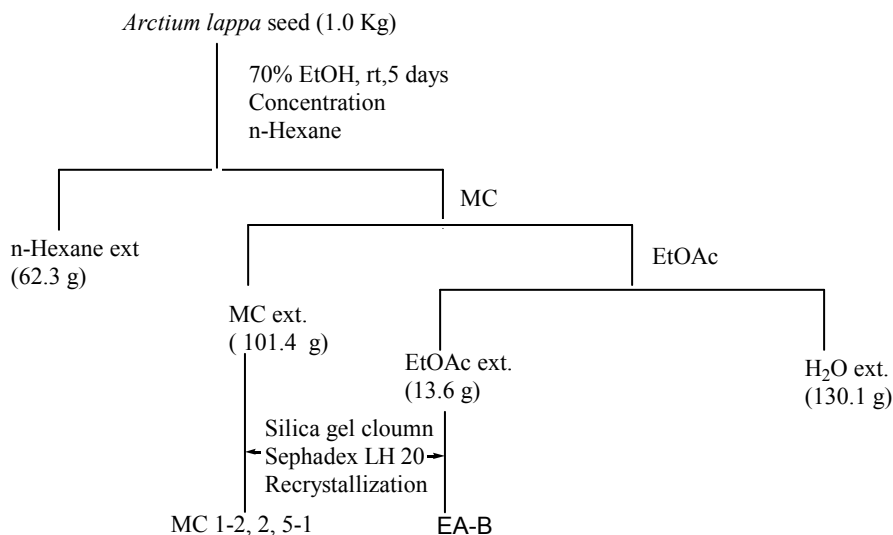 Arctium lappa seed (1.0 Kg)
70% EtOH, rt,5 days
Concentration
n-Hexane
MC
n-Hexane ext
(62.3 g)
EtOAc
MC ext.
( 101.4 g)
EtOAc ext.
(13.6 g)
H₂O ext.
(130.1 g)
Silica gel cloumn
Sephadex LH 20
Recrystallization
MC 1-2, 2, 5-1
EA-B